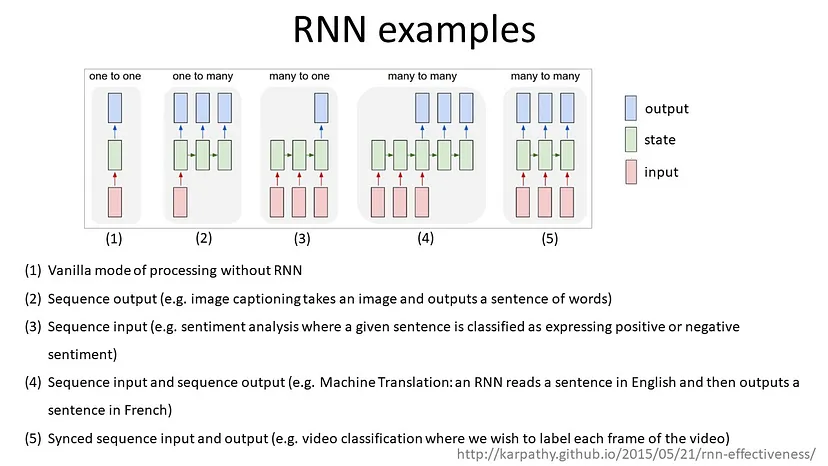 RNN examples
one to one one to many many to one many to many many to many
output
state
input
(1) (2) (3) (4) (5)
(1) Vanilla mode of processing without RNN
(2) Sequence output (e.g. image captioning takes an image and outputs a sentence of words)
(3) Sequence input (e.g. sentiment analysis where a given sentence is classified as expressing positive or negative
sentiment)
(4) Sequence input and sequence output (e.g. Machine Translation: an RNN reads a sentence in English and then outputs a
sentence in French)
(5) Synced sequence input and output (e.g. video classification where we wish to label each frame of the video)
http://karpathy.github.io/2015/05/21/rnn-effectiveness/